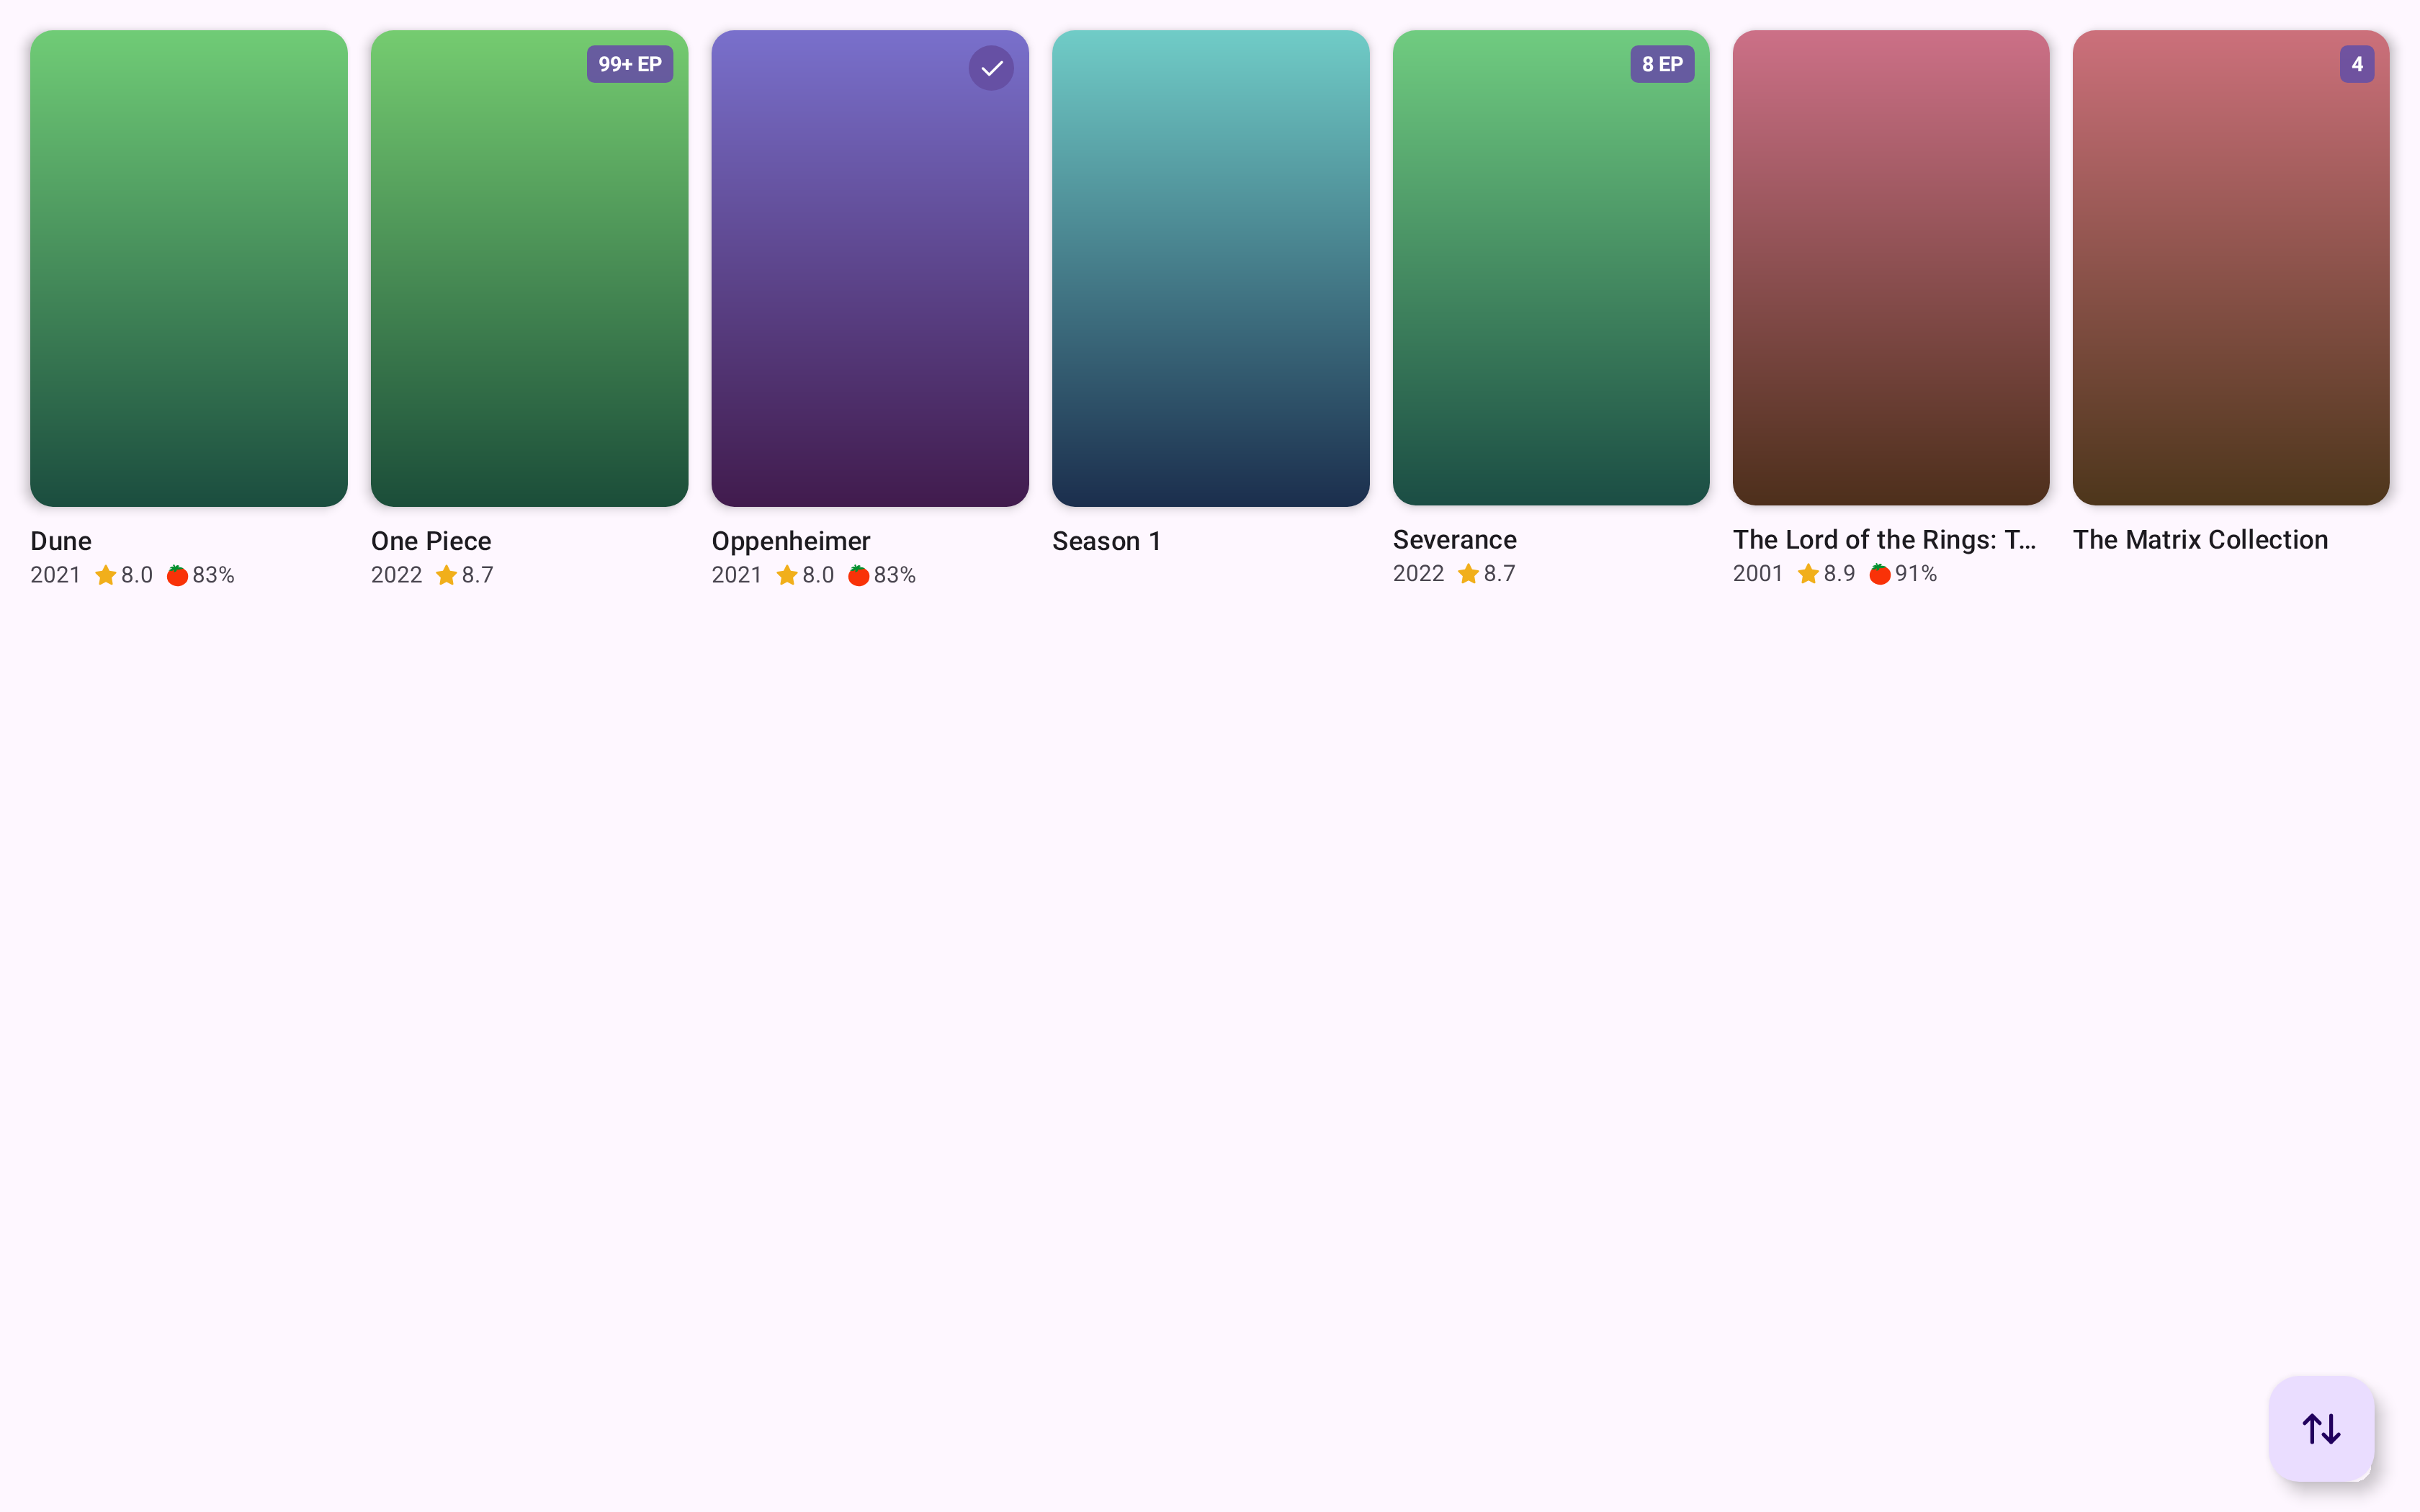 99+ EP
8 EP
4
Dune
2021 8.0 83%
One Piece
2022 8.7
Oppenheimer
2021 8.0 83%
Season 1
Severance
2022 8.7
The Lord of the Rings: T...
2001 8.9 91%
The Matrix Collection